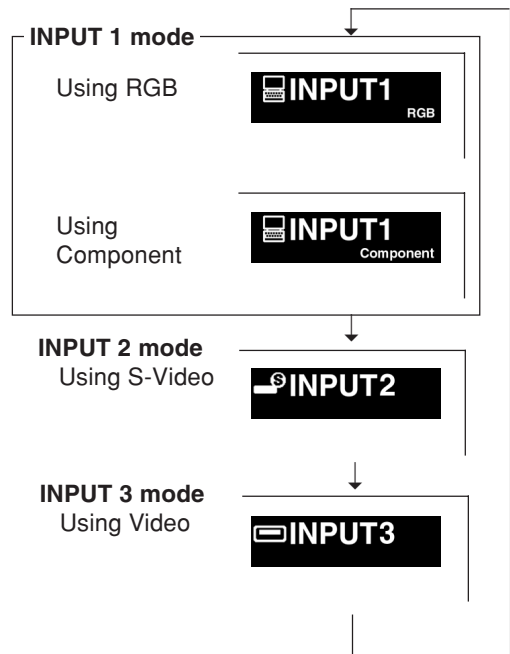 INPUT 1 mode
Using RGB
INPUT1
RGB
Using
Component
INPUT1
Component
INPUT 2 mode
Using S-Video
S
INPUT2
INPUT 3 mode
Using Video
INPUT3